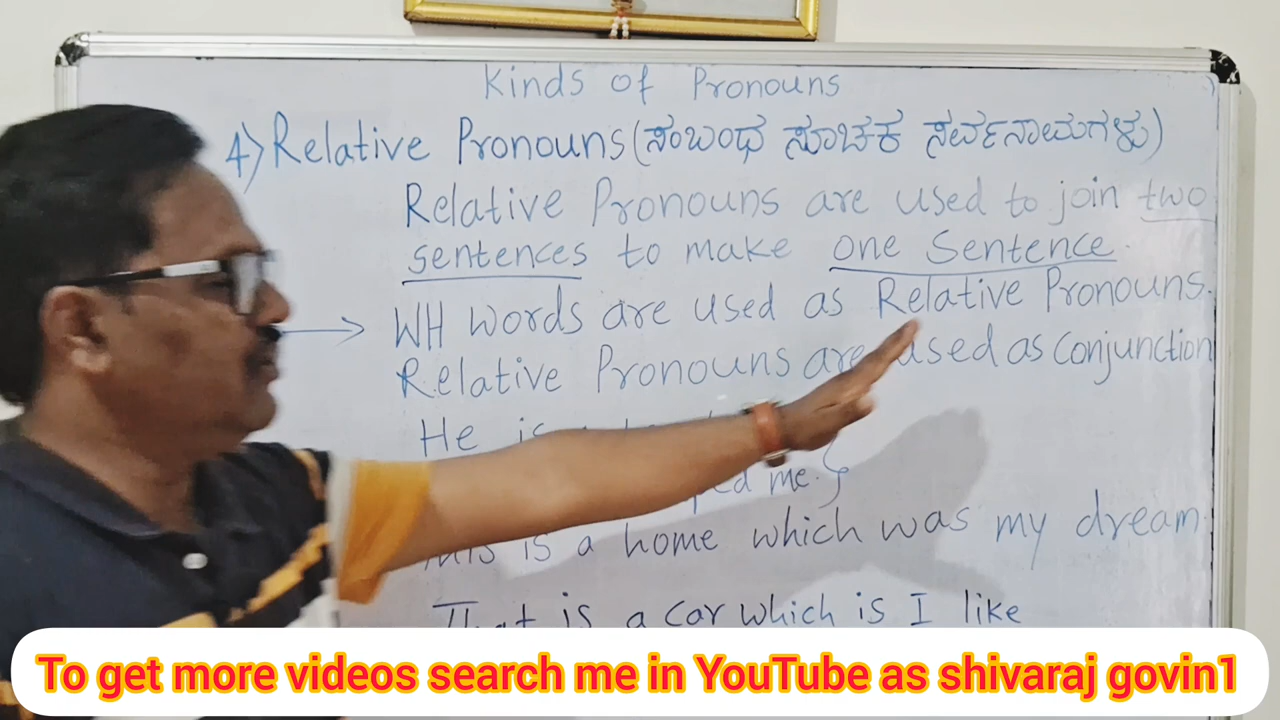 Kinds of Pronouns
4) Relative Pronouns (ಸಂಬಂಧ ಸೂಚಕ ಸರ್ವನಾಮಗಳು)
Relative Pronouns are used to join two
sentences to make one Sentence.
WH words are used as Relative Pronouns.
Relative Pronouns are used as Conjunction
He is
me.
This is a home which was my dream.
That is a car which is I like
To get more videos search me in YouTube as shivaraj govin1